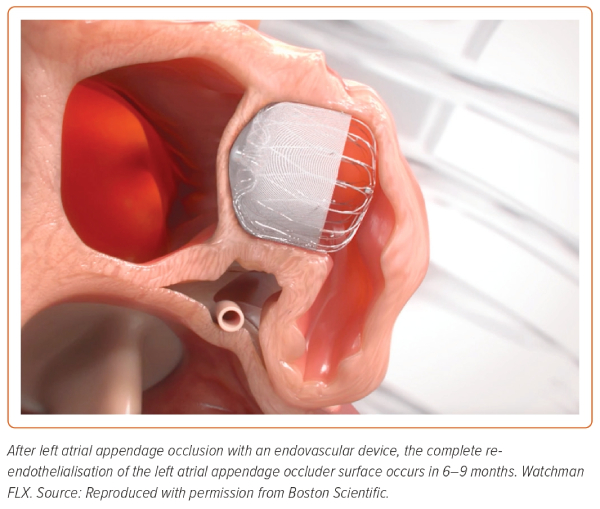 After left atrial appendage occlusion with an endovascular device, the complete re-
endothelialisation of the left atrial appendage occluder surface occurs in 6–9 months. Watchman
FLX. Source: Reproduced with permission from Boston Scientific.